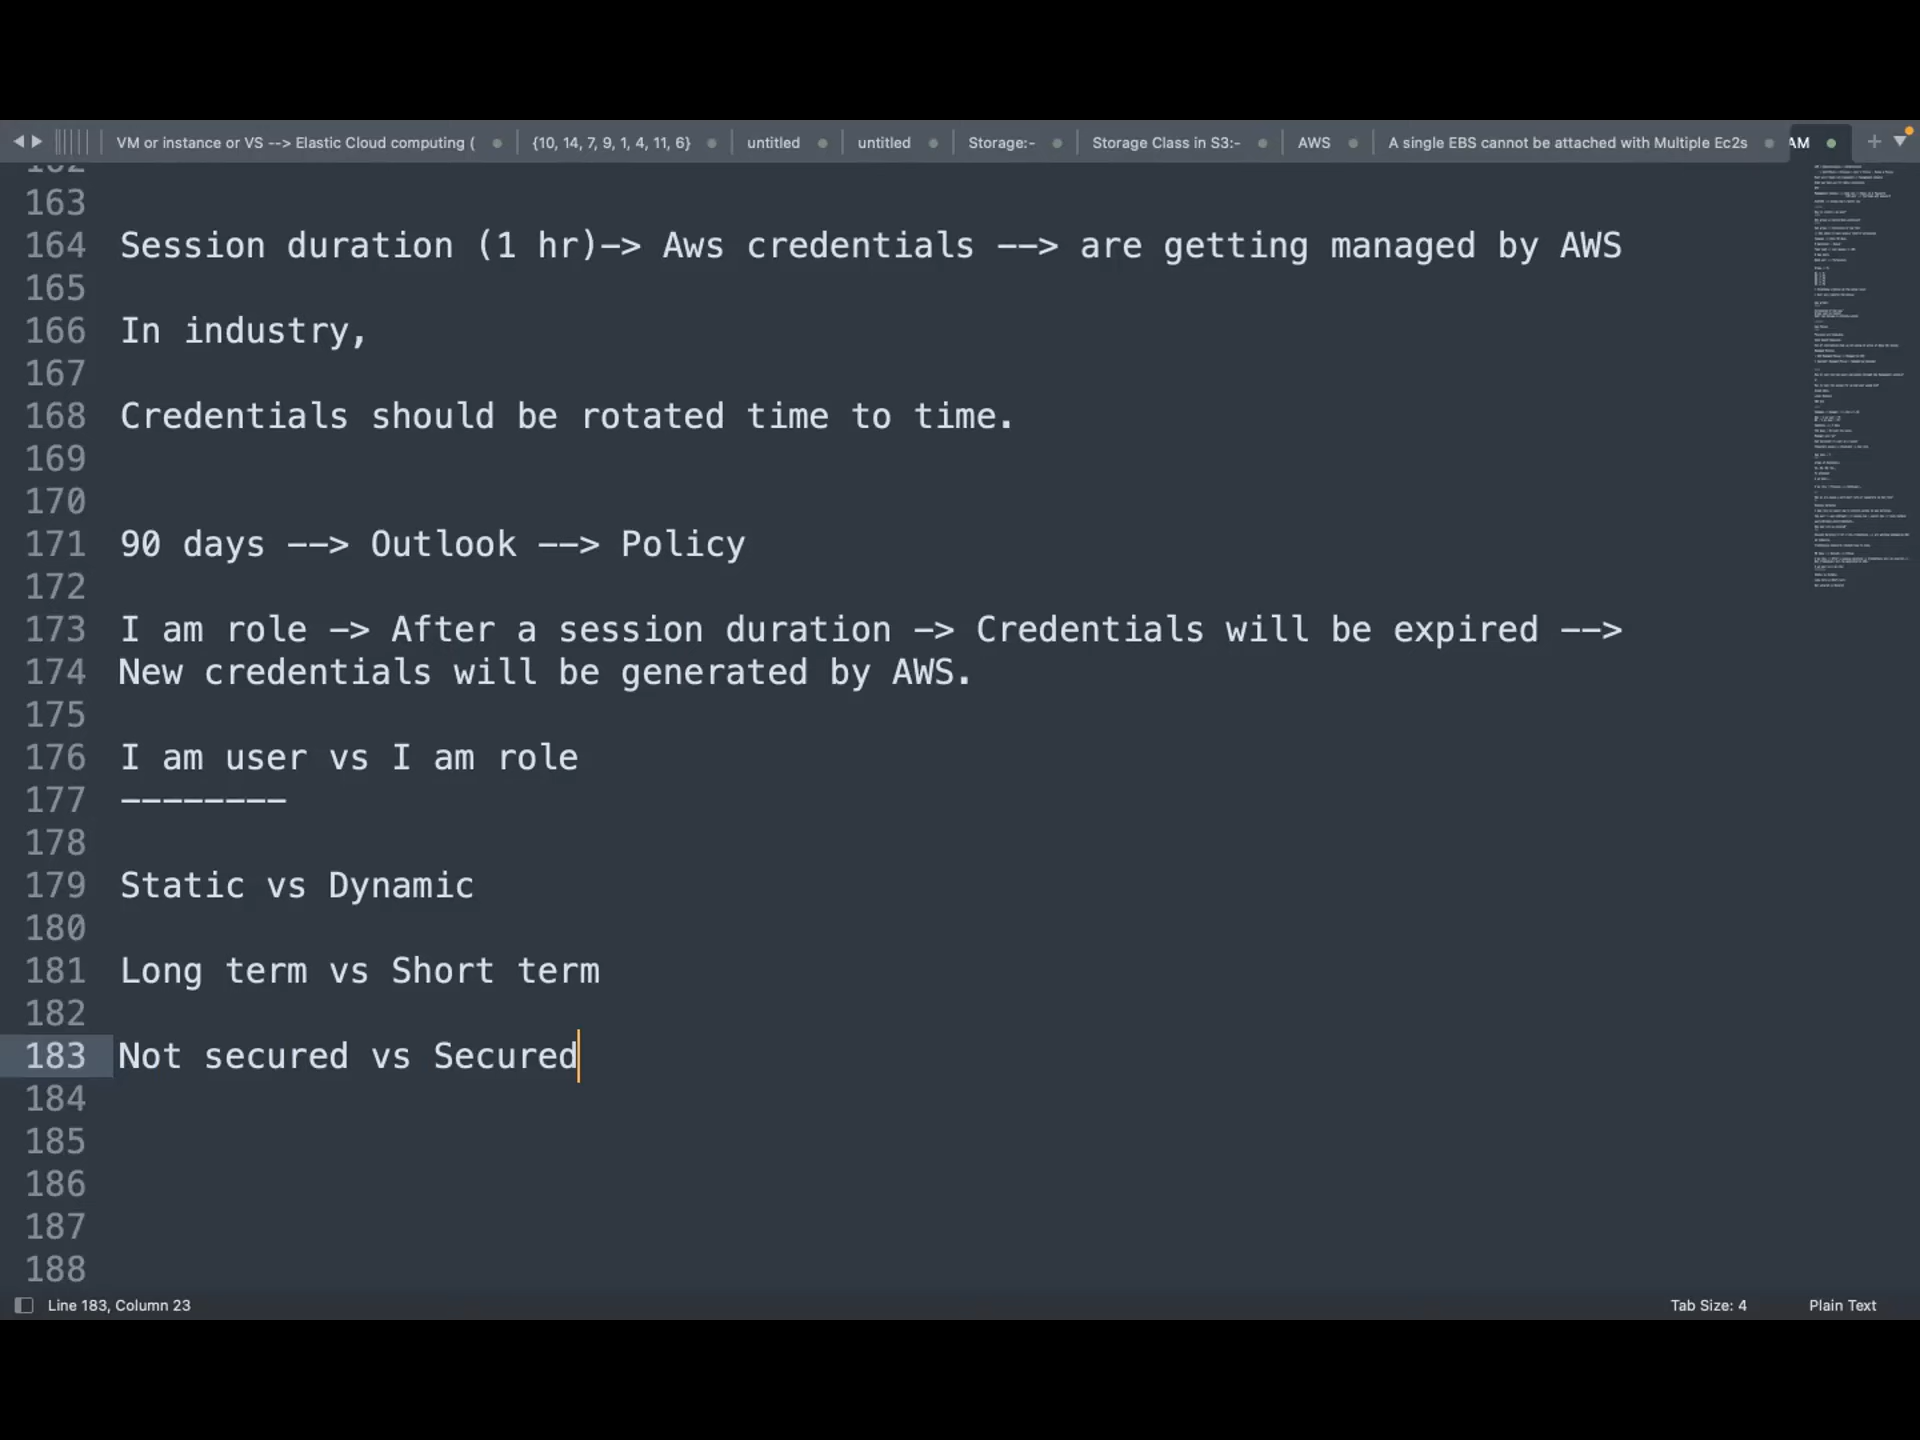 VM or instance or VS --> Elastic Cloud computing (
{10, 14, 7, 9, 1, 4, 11, 6}
untitled
untitled
Storage:-
Storage Class in S3:-
AWS
A single EBS cannot be attached with Multiple Ec2s
AM
162
163
164 Session duration (1 hr)-> Aws credentials --> are getting managed by AWS
165
166 In industry,
167
168 Credentials should be rotated time to time.
169
170
171 90 days --> Outlook --> Policy
172
173 I am role -> After a session duration -> Credentials will be expired -->
174 New credentials will be generated by AWS.
175
176 I am user vs I am role
177 --------
178
179 Static vs Dynamic
180
181 Long term vs Short term
182
183 Not secured vs Secured
184
185
186
187
188
Line 183, Column 23
Tab Size: 4
Plain Text